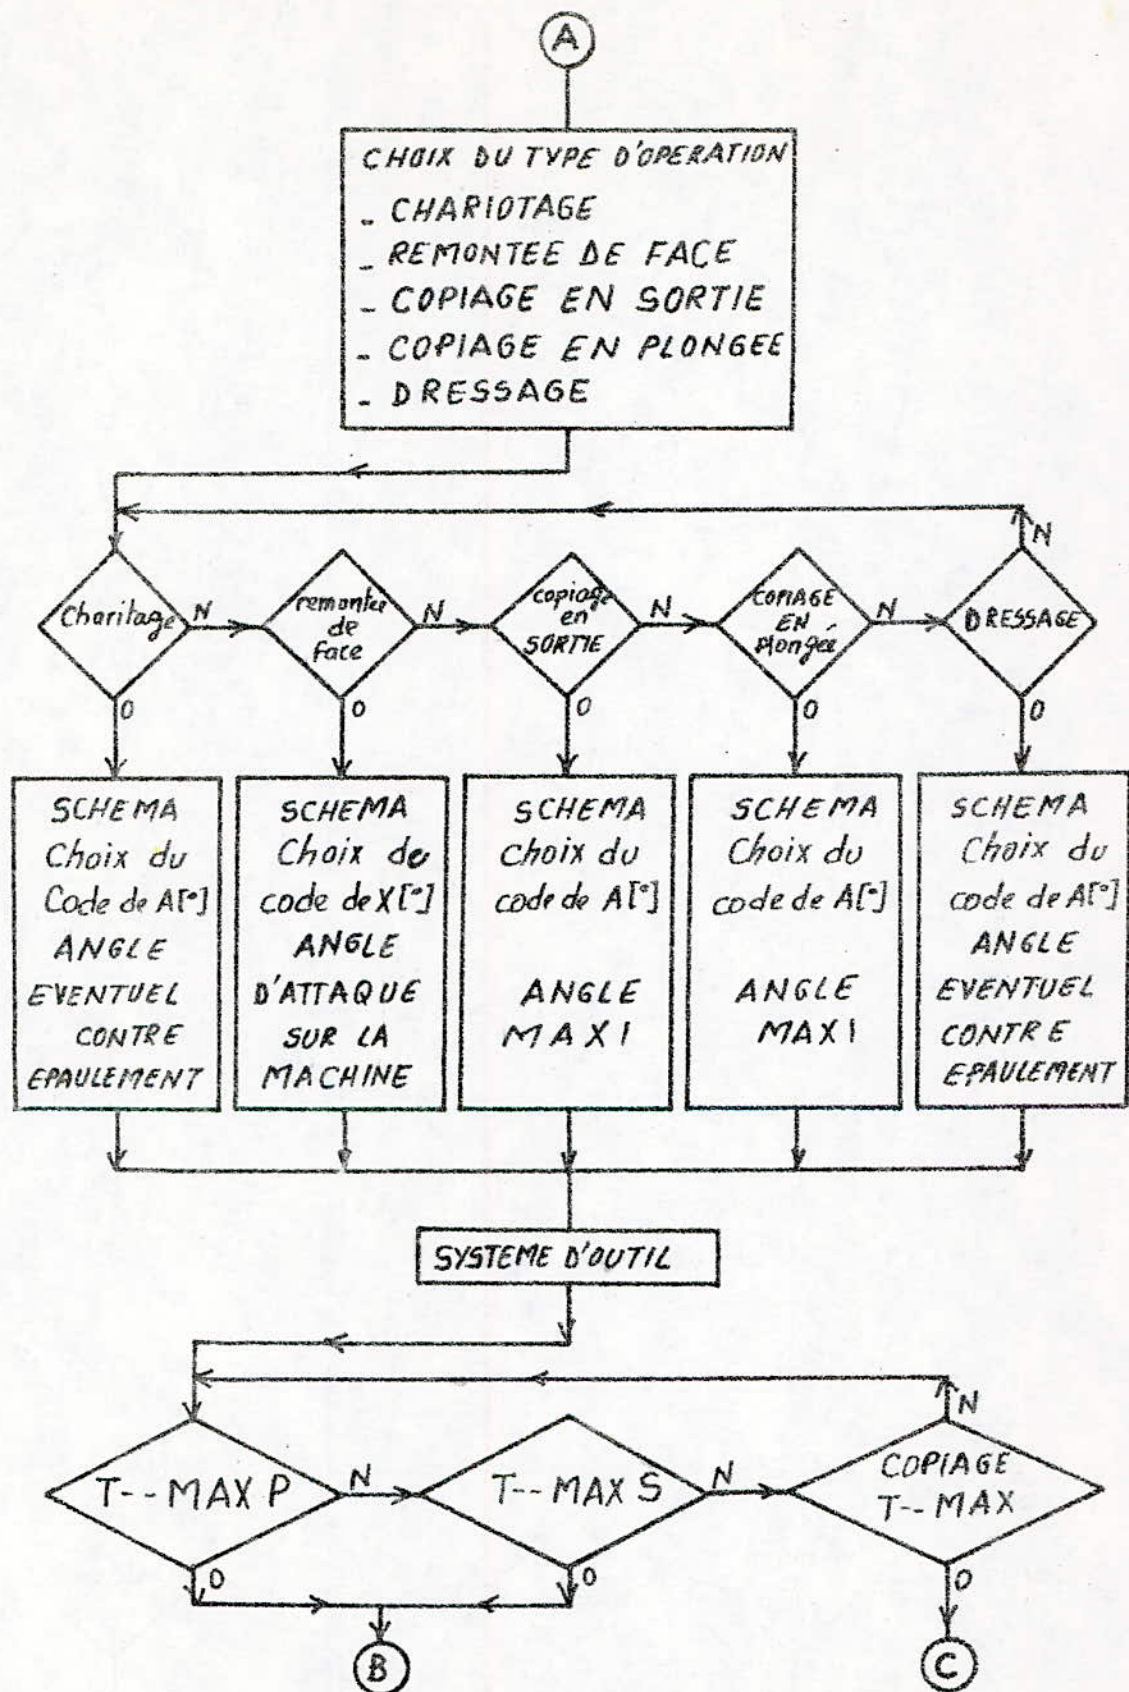 A
CHOIX DU TYPE D'OPERATION
- CHARIOTAGE
- REMONTEE DE FACE
- COPIAGE EN SORTIE
- COPIAGE EN PLONGEE
- DRESSAGE
N
Charitage
N
remontee
de
face
N
copiage
en
SORTIE
N
COPIAGE
EN
plongée
N
DRESSAGE
O
O
O
O
O
SCHEMA
Choix du
Code de A[°]
ANGLE
EVENTUEL
CONTRE
EPAULEMENT
SCHEMA
Choix de
code de X[°]
ANGLE
D'ATTAQUE
SUR LA
MACHINE
SCHEMA
Choix du
code de A[°]
ANGLE
MAXI
SCHEMA
Choix du
code de A[°]
ANGLE
MAXI
SCHEMA
Choix du
code de A[°]
ANGLE
EVENTUEL
CONTRE
EPAULEMENT
SYSTEME D'OUTIL
N
T--MAX P
N
T--MAX S
N
COPIAGE
T--MAX
O
O
O
B
C